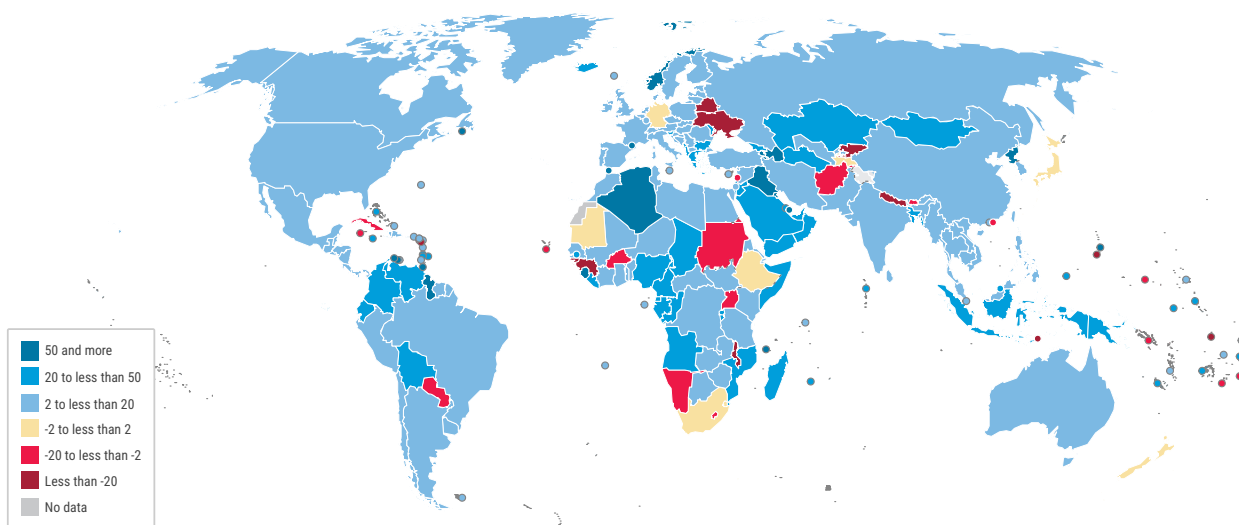 50 and more
20 to less than 50
2 to less than 20
-2 to less than 2
-20 to less than -2
Less than -20
No data